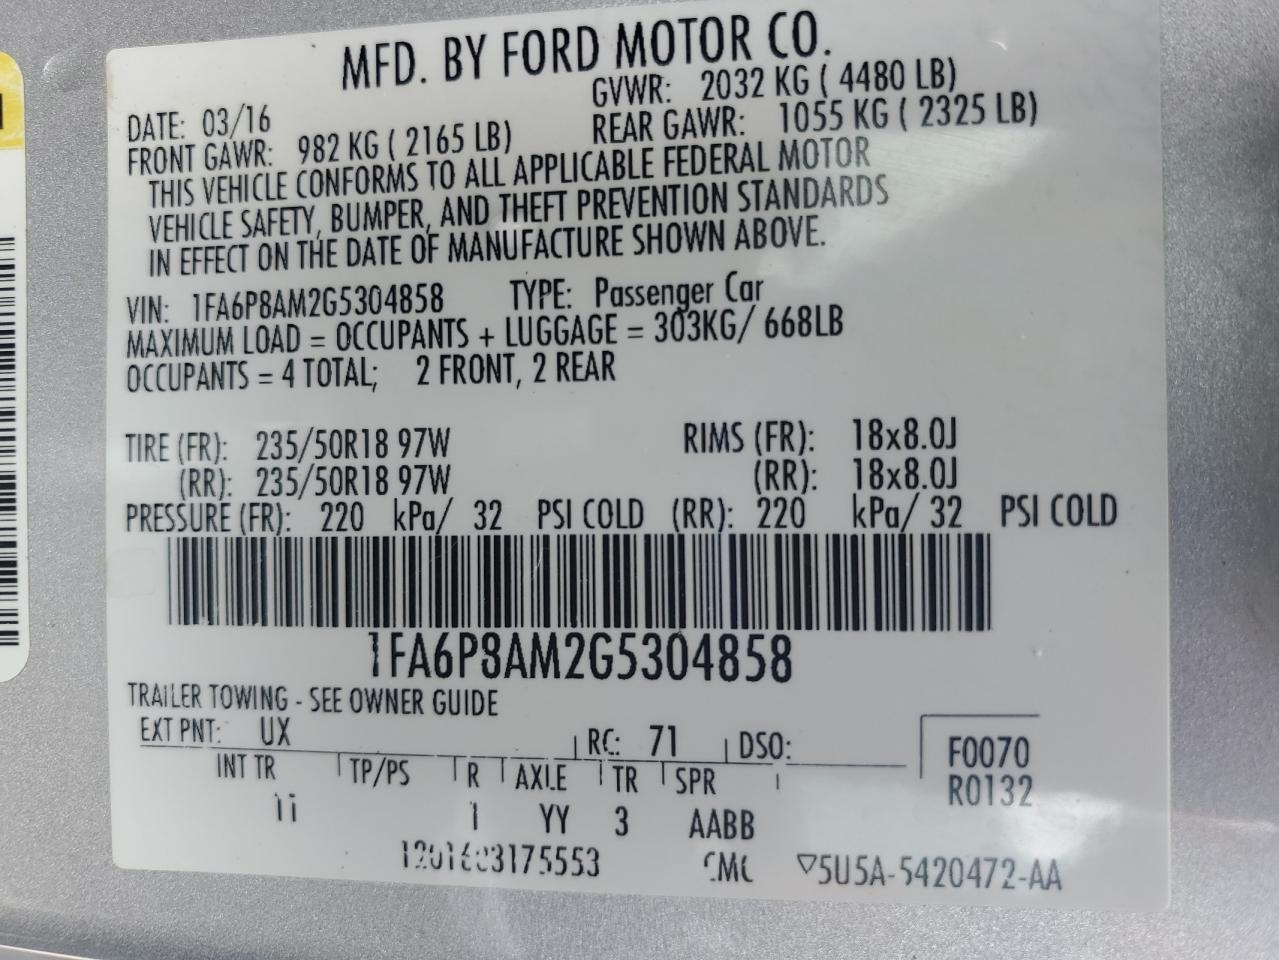 MFD. BY FORD MOTOR CO.
DATE: 03/16 GVWR: 2032 KG ( 4480 LB)
FRONT GAWR: 982 KG ( 2165 LB) REAR GAWR: 1055 KG ( 2325 LB)
THIS VEHICLE CONFORMS TO ALL APPLICABLE FEDERAL MOTOR
VEHICLE SAFETY, BUMPER, AND THEFT PREVENTION STANDARDS
IN EFFECT ON THE DATE OF MANUFACTURE SHOWN ABOVE.
VIN: 1FA6P8AM2G5304858 TYPE: Passenger Car
MAXIMUM LOAD = OCCUPANTS + LUGGAGE = 303KG/ 668LB
OCCUPANTS = 4 TOTAL; 2 FRONT, 2 REAR
TIRE (FR): 235/50R18 97W RIMS (FR): 18x8.0J
(RR): 235/50R18 97W (RR): 18x8.0J
PRESSURE (FR): 220 kPa/ 32 PSI COLD (RR): 220 kPa/ 32 PSI COLD
1FA6P8AM2G5304858
TRAILER TOWING - SEE OWNER GUIDE
EXT PNT: UX RC: 71 DSO: F0070
INT TR TP/PS R AXLE TR SPR R0132
1 YY 3 AABB
▽5U5A-5420472-AA